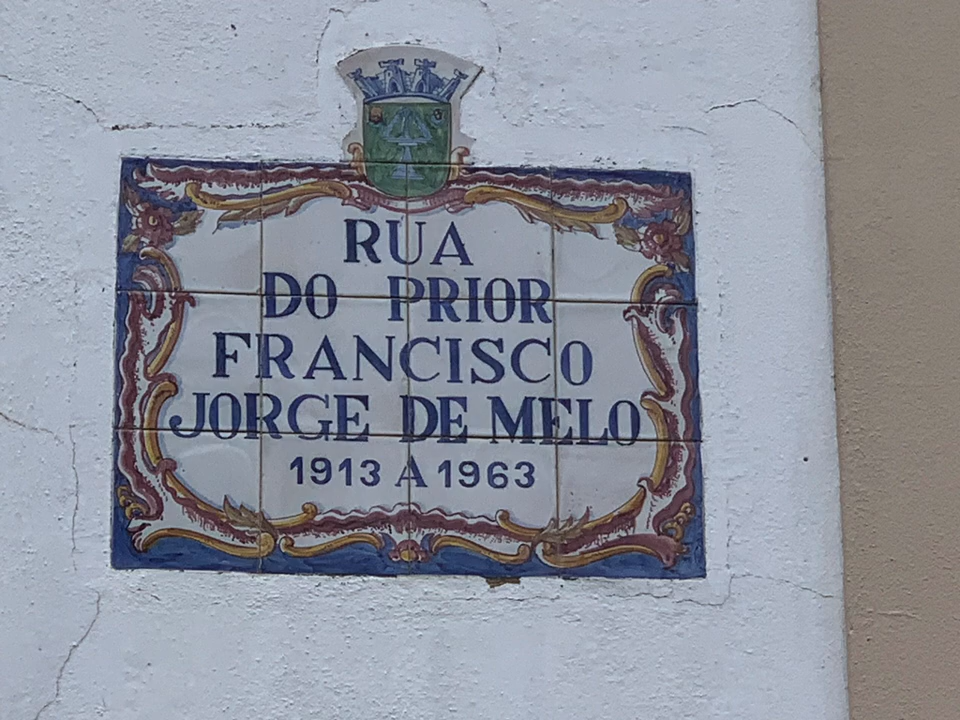 RUA
DO PRIOR
FRANCISCO
JORGE DE MELO
1913 A 1963